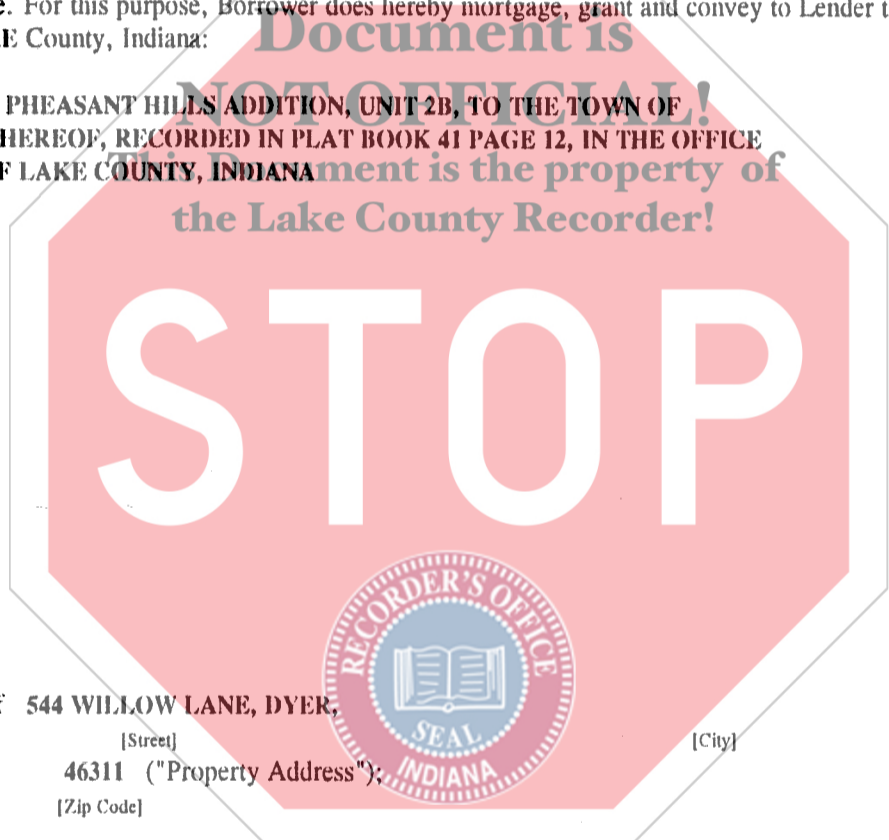 e. For this purpose, Borrower does hereby mortgage, grant and convey to Lender t
E County, Indiana:
Document is
NOT OFFICIAL!
PHEASANT HILLS ADDITION, UNIT 2B, TO THE TOWN OF
HEREOF, RECORDED IN PLAT BOOK 41 PAGE 12, IN THE OFFICE
F LAKE COUNTY, INDIANA
This Document is the property of
the Lake County Recorder!
STOP
RECORDER'S OFFICE
SEAL
INDIANA
544 WILLOW LANE, DYER,
[Street] [City]
46311 ("Property Address");
[Zip Code]